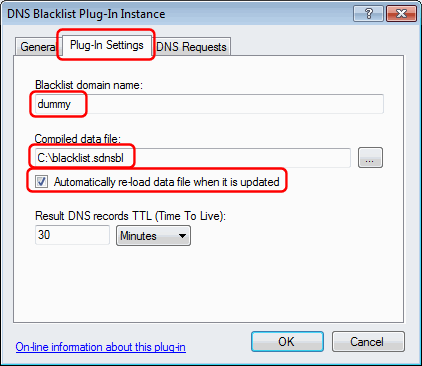 DNS Blacklist Plug-In Instance
General Plug-In Settings DNS Requests
Blacklist domain name:
dummy
Compiled data file:
C:\blacklist.sdnsbl ...
Automatically re-load data file when it is updated
Result DNS records TTL (Time To Live):
30 Minutes
On-line information about this plug-in OK Cancel